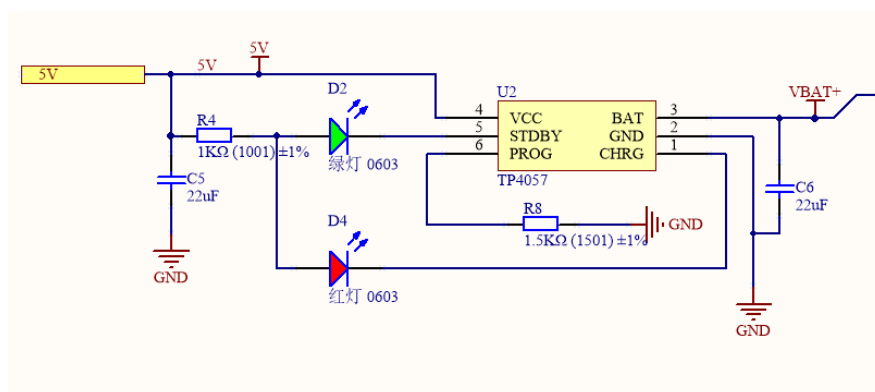 5V
5V
5V
R4
1KΩ (1001) ±1%
C5
22uF
GND
D2
绿灯 0603
D4
红灯 0603
U2
4
5
6
VCC
STDBY
PROG
BAT
GND
CHRG
3
2
1
TP4057
R8
1.5KΩ (1501) ±1%
GND
VBAT+
C6
22uF
GND